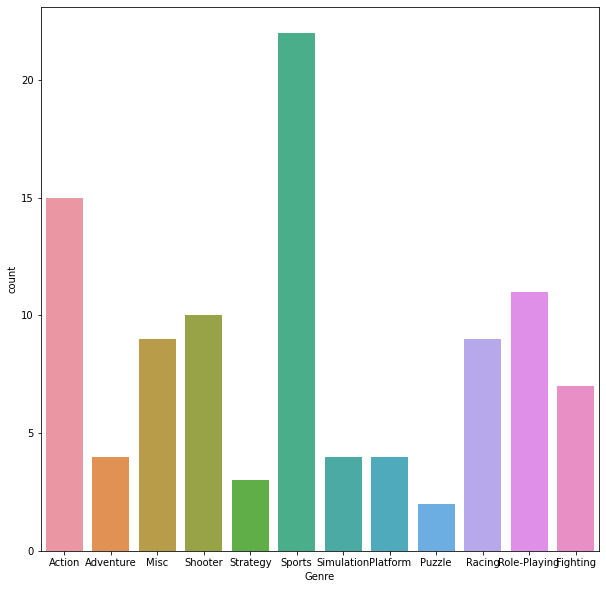 20
15
10
5
0
count
Action Adventure Misc Shooter Strategy Sports Simulation Platform Puzzle Racing Role-Playing Fighting
Genre